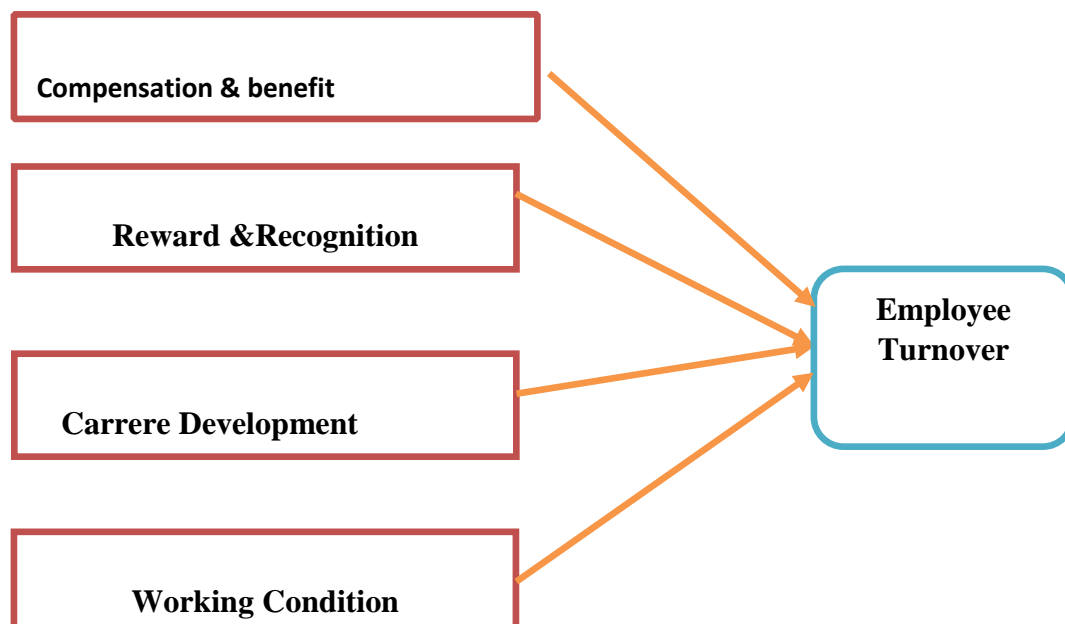 Compensation & benefit
Reward &Recognition
Employee
Turnover
Carrere Development
Working Condition